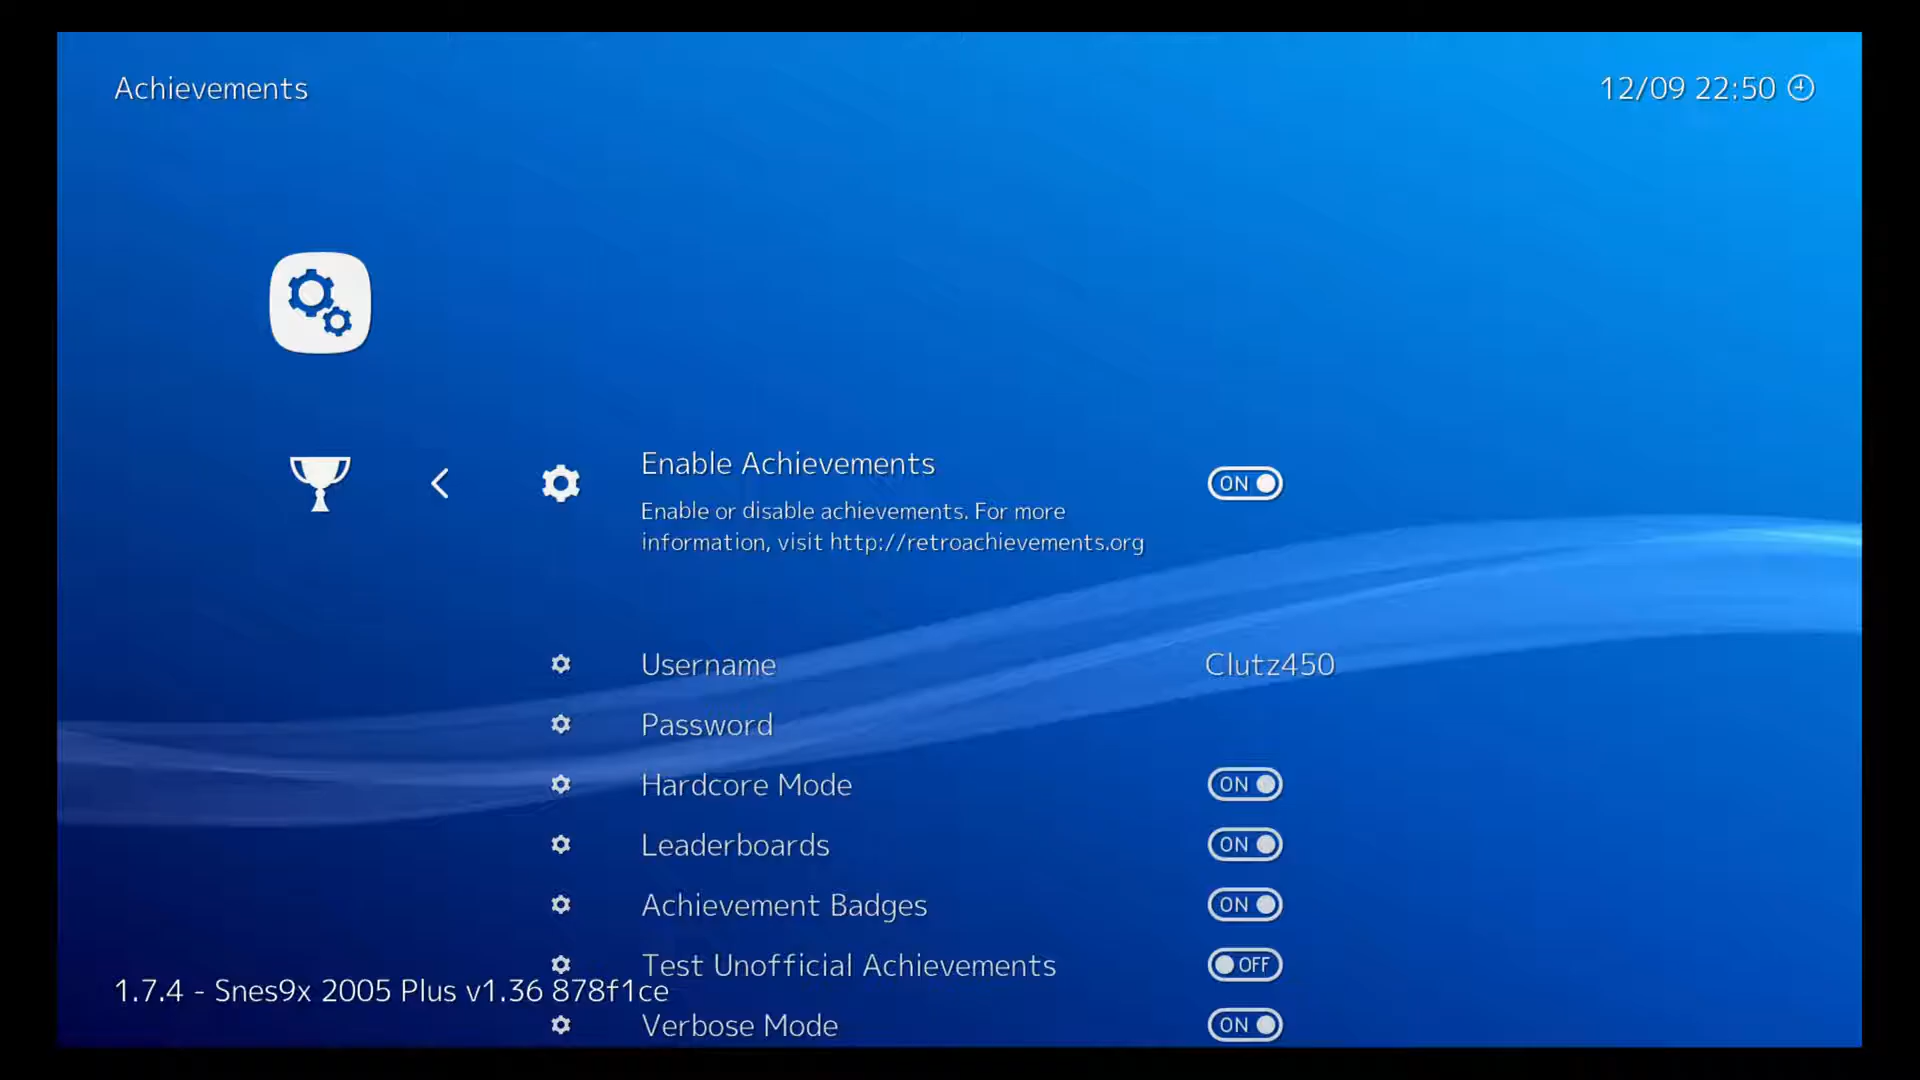 Achievements
12/09 22:50
Enable Achievements
ON
Enable or disable achievements. For more
information, visit http://retroachievements.org
Username
Clutz450
Password
Hardcore Mode
ON
Leaderboards
ON
Achievement Badges
ON
Test Unofficial Achievements
OFF
1.7.4 - Snes9x 2005 Plus v1.36 878f1ce
Verbose Mode
ON